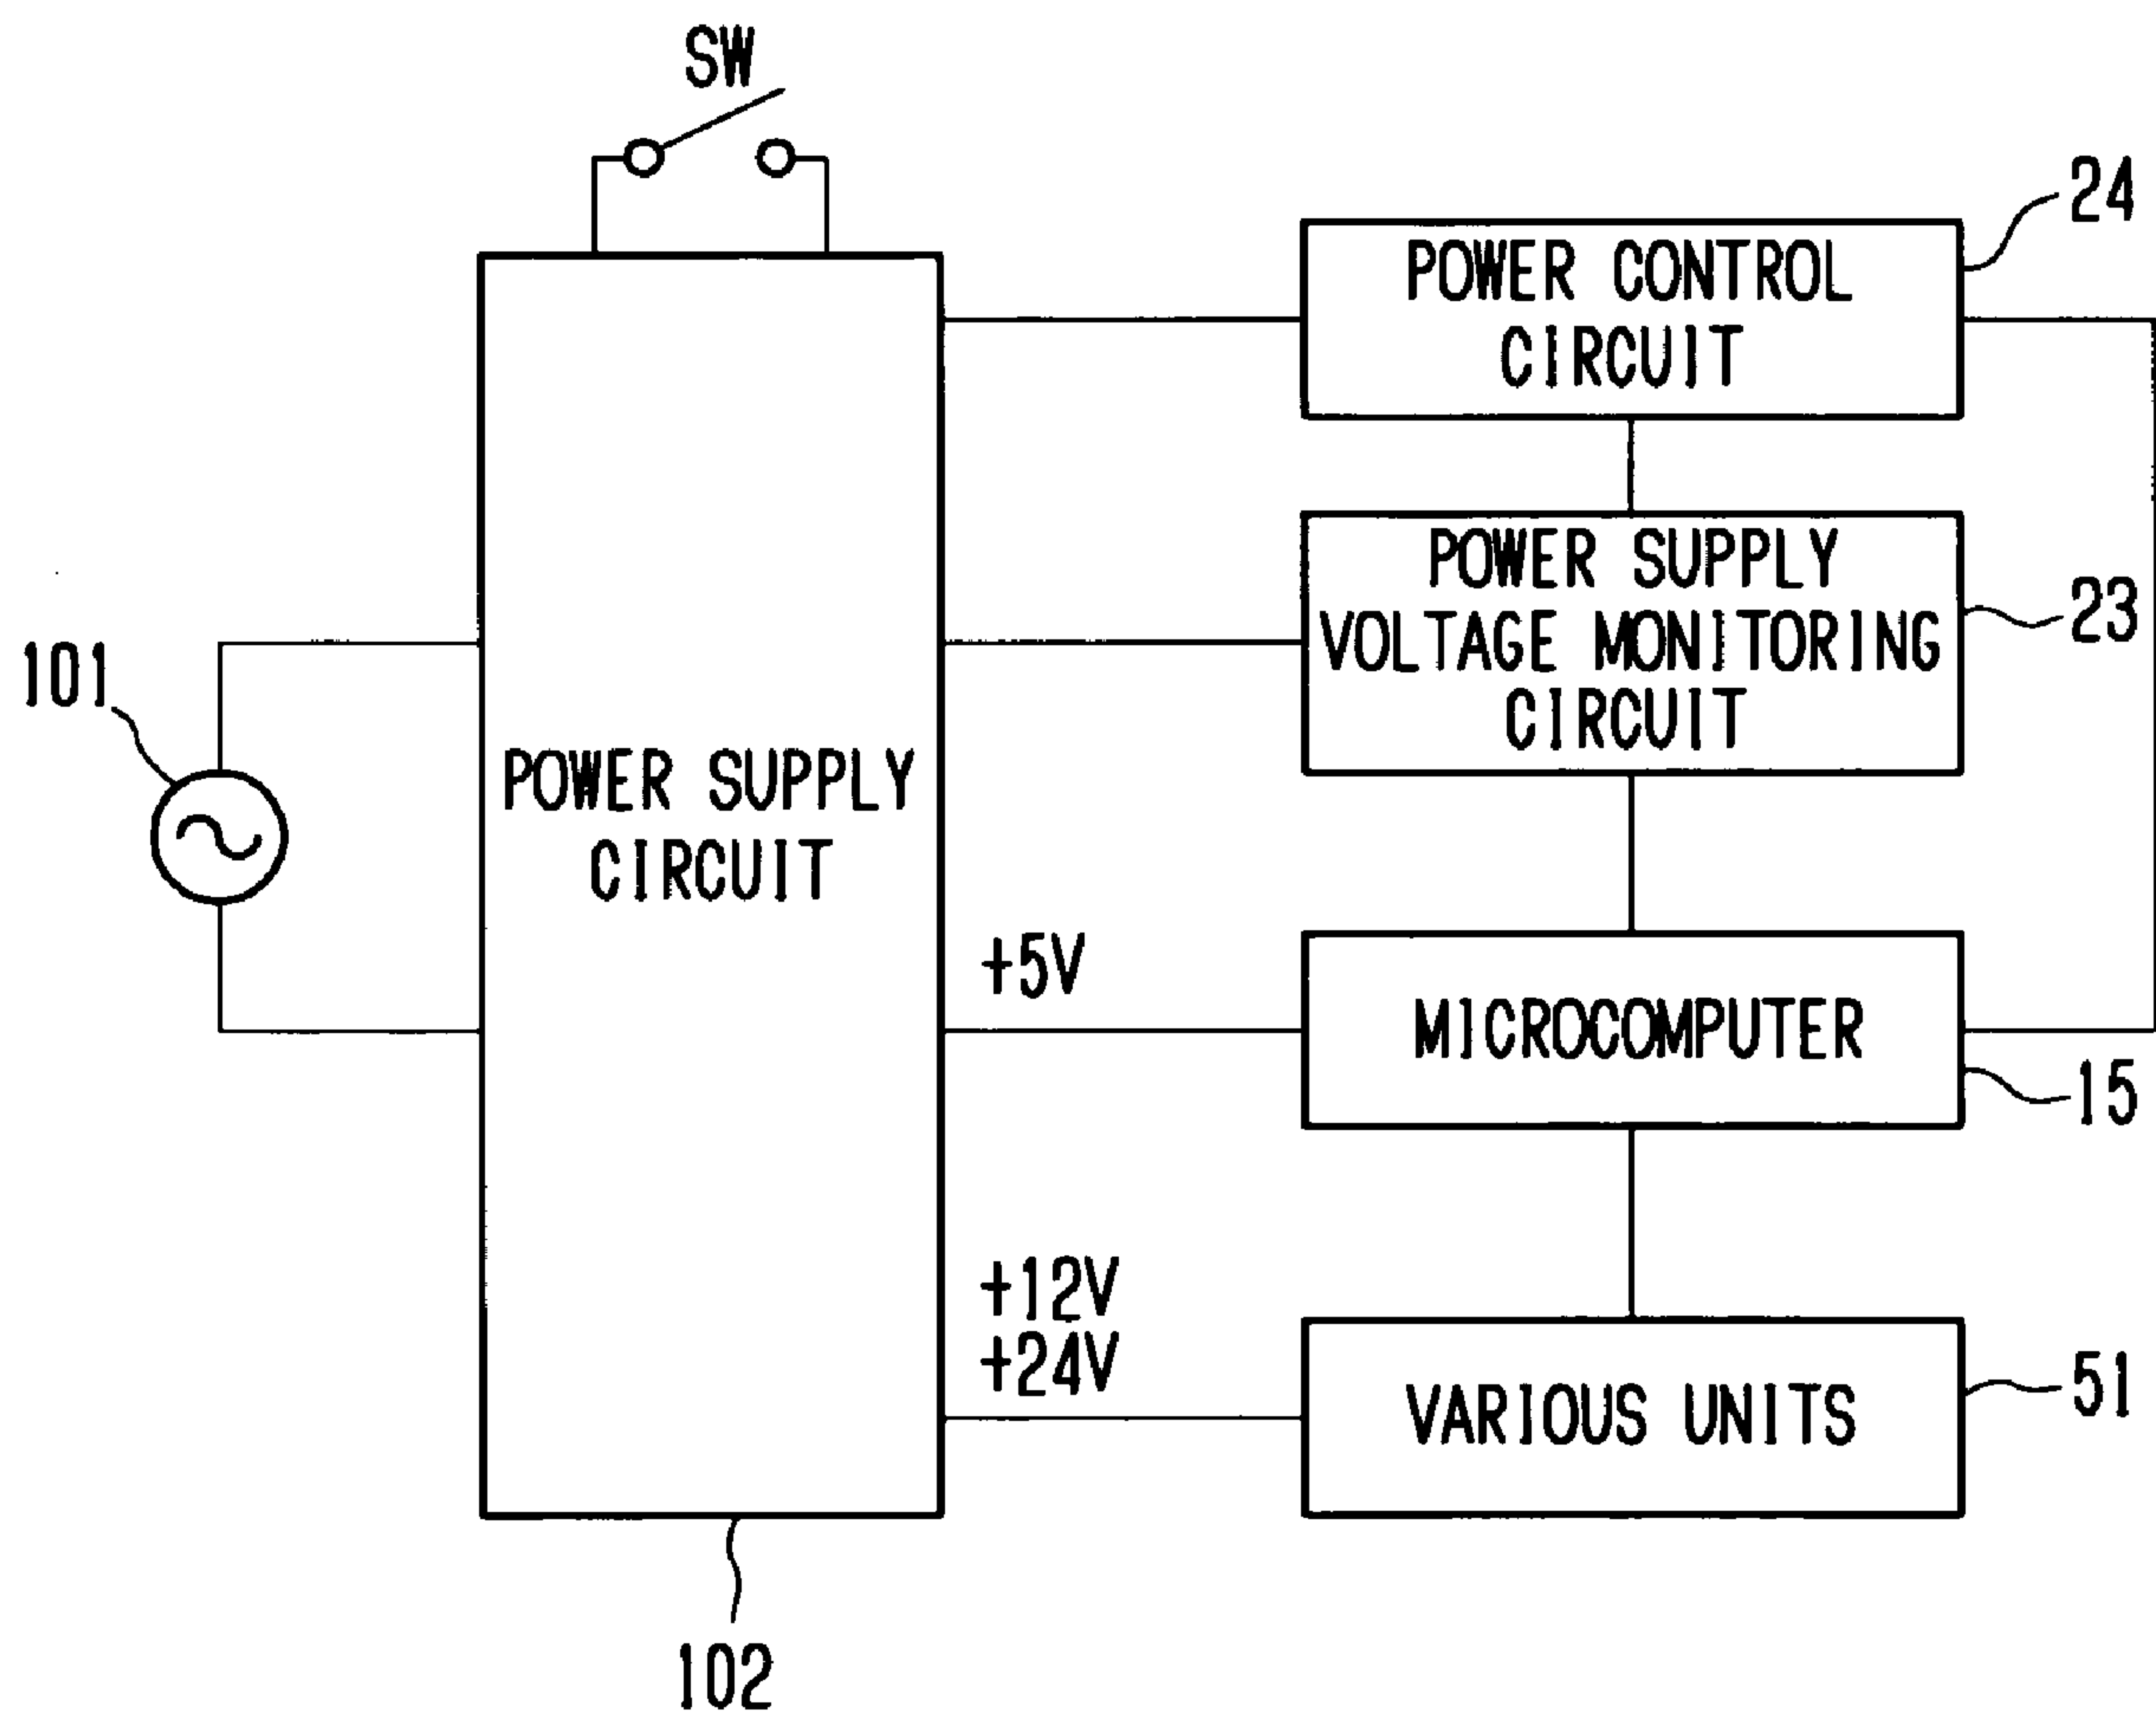 SW
24
POWER CONTROL
CIRCUIT
POWER SUPPLY
VOLTAGE MONITORING
CIRCUIT
23
101
POWER SUPPLY
CIRCUIT
+5V
MICROCOMPUTER
15
+12V
+24V
VARIOUS UNITS
51
102